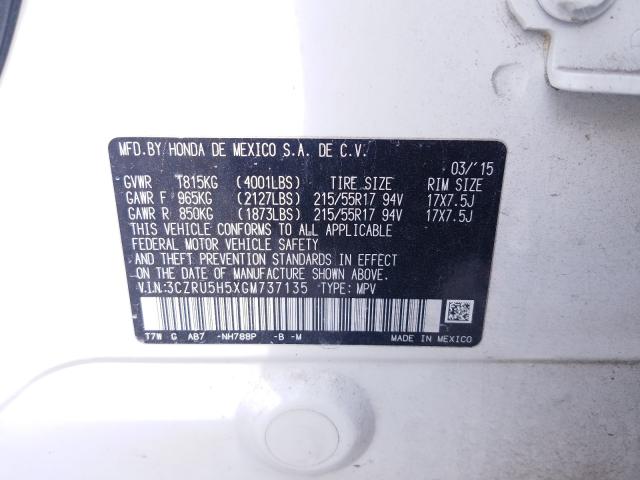 MFD. BY HONDA DE MEXICO S.A. DE C.V.
03/'15
GVWR T815KG (4001LBS) TIRE SIZE RIM SIZE
GAWR F 965KG (2127LBS) 215/55R17 94V 17X7.5J
GAWR R 850KG (1873LBS) 215/55R17 94V 17X7.5J
THIS VEHICLE CONFORMS TO ALL APPLICABLE
FEDERAL MOTOR VEHICLE SAFETY
AND THEFT PREVENTION STANDARDS IN EFFECT
ON THE DATE OF MANUFACTURE SHOWN ABOVE.
V.I.N:3CZRU5H5XGM737135 TYPE: MPV
T7W G AB7 -NH788P -B -M MADE IN MEXICO